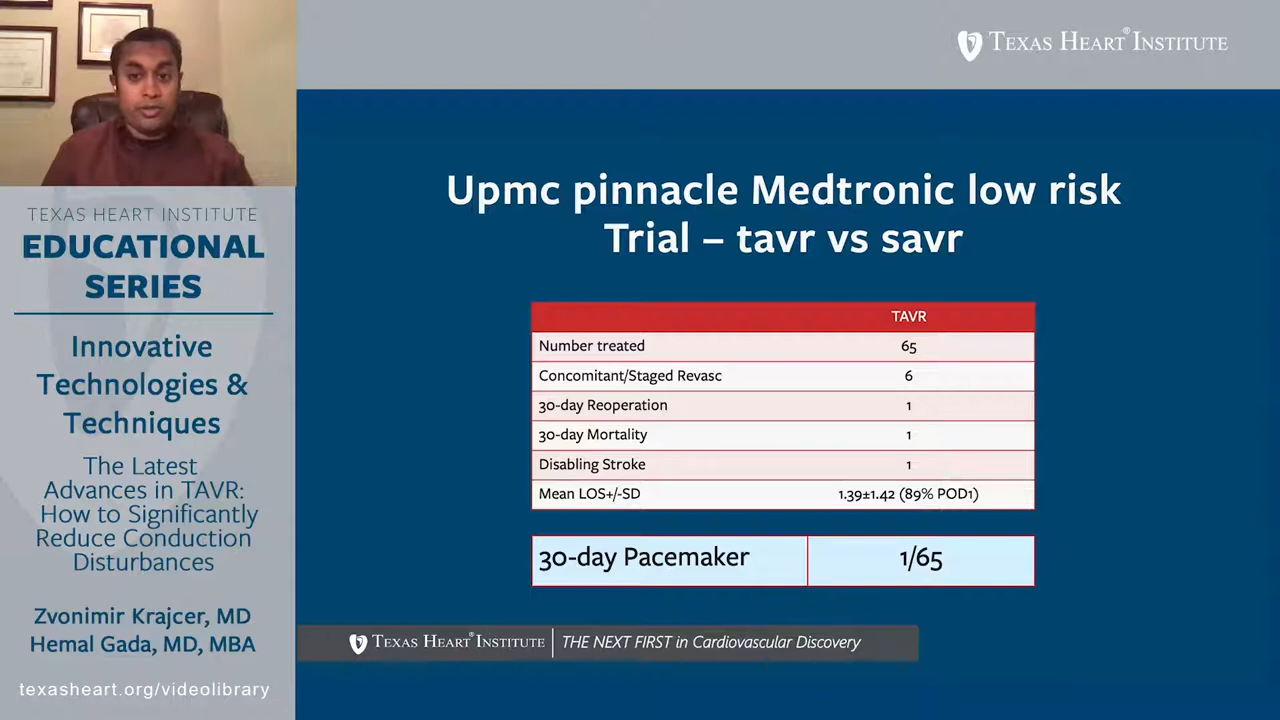 TEXAS HEART® INSTITUTE
TEXAS HEART INSTITUTE
EDUCATIONAL
SERIES
Innovative
Technologies &
Techniques
The Latest
Advances in TAVR:
How to Significantly
Reduce Conduction
Disturbances
Zvonimir Krajcer, MD
Hemal Gada, MD, MBA
texasheart.org/videolibrary
Upmc pinnacle Medtronic low risk
Trial – tavr vs savr
TAVR
Number treated 65
Concomitant/Staged Revasc 6
30-day Reoperation 1
30-day Mortality 1
Disabling Stroke 1
Mean LOS+/-SD 1.39±1.42 (89% POD1)
30-day Pacemaker 1/65
TEXAS HEART® INSTITUTE THE NEXT FIRST in Cardiovascular Discovery